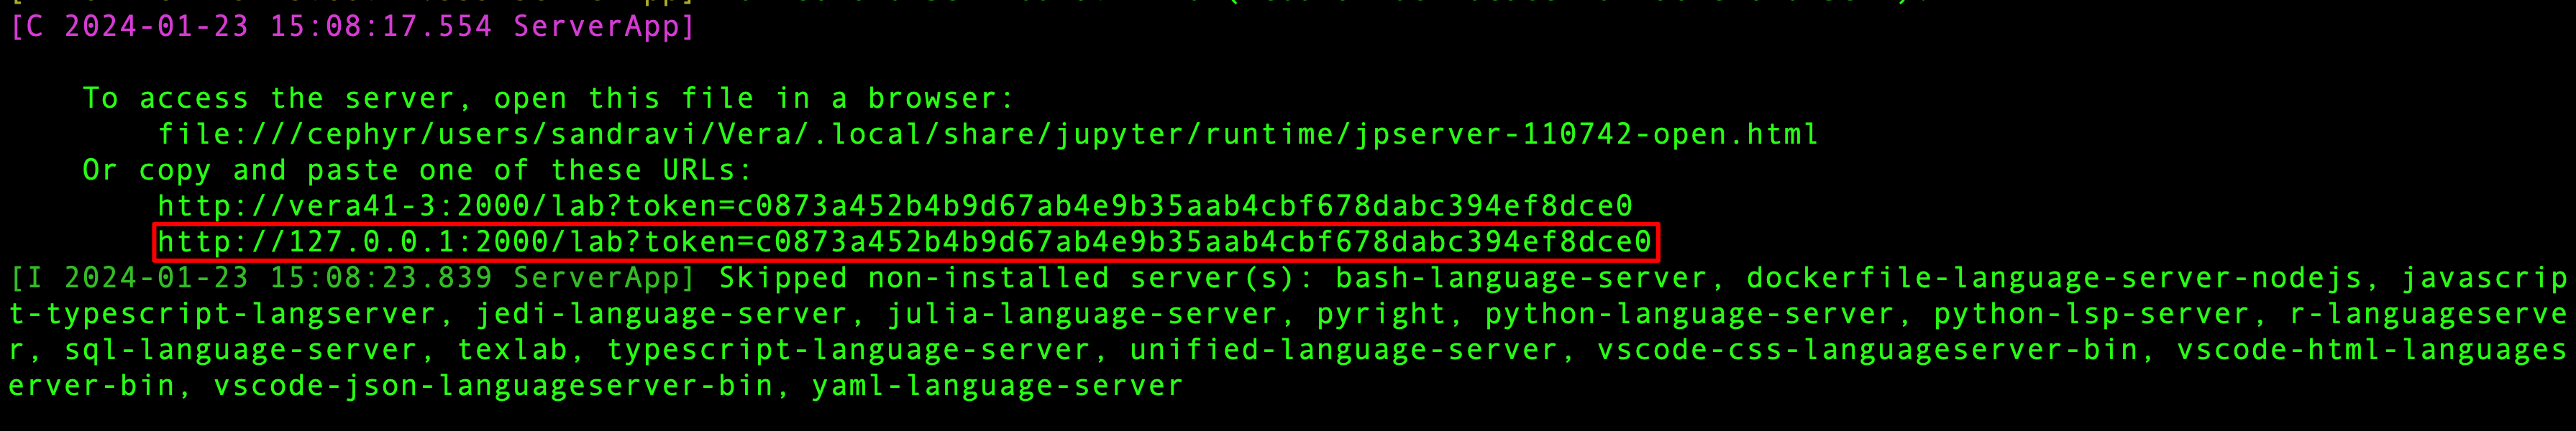 [C 2024-01-23 15:08:17.554 ServerApp]
To access the server, open this file in a browser:
file:///cephyr/users/sandravi/Vera/.local/share/jupyter/runtime/jpserver-110742-open.html
Or copy and paste one of these URLs:
http://vera41-3:2000/lab?token=c0873a452b4b9d67ab4e9b35aab4cbf678dabc394ef8dce0
http://127.0.0.1:2000/lab?token=c0873a452b4b9d67ab4e9b35aab4cbf678dabc394ef8dce0
[I 2024-01-23 15:08:23.839 ServerApp] Skipped non-installed server(s): bash-language-server, dockerfile-language-server-nodejs, javascrip
t-typescript-langserver, jedi-language-server, julia-language-server, pyright, python-language-server, python-lsp-server, r-languageserve
r, sql-language-server, texlab, typescript-language-server, unified-language-server, vscode-css-languageserver-bin, vscode-html-languages
erver-bin, vscode-json-languageserver-bin, yaml-language-server